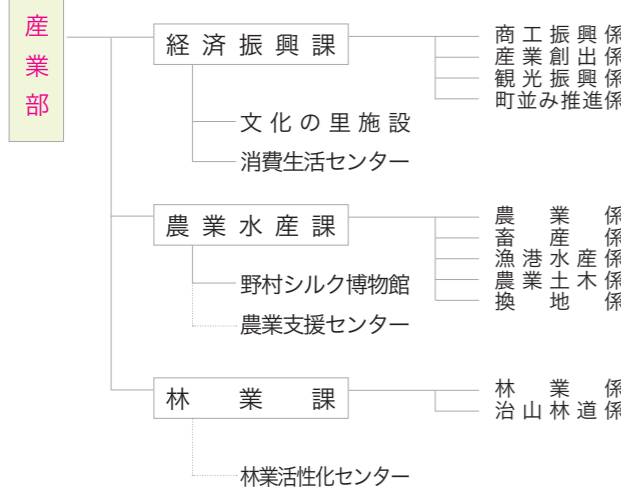 産業部
経済振興課
商工振興係
産業創出係
観光振興係
町並み推進係
文化の里施設
消費生活センター
農業水産課
農業係
畜産係
漁港水産係
農業土木係
換地係
野村シルク博物館
農業支援センター
林業課
林業係
治山林道係
林業活性化センター